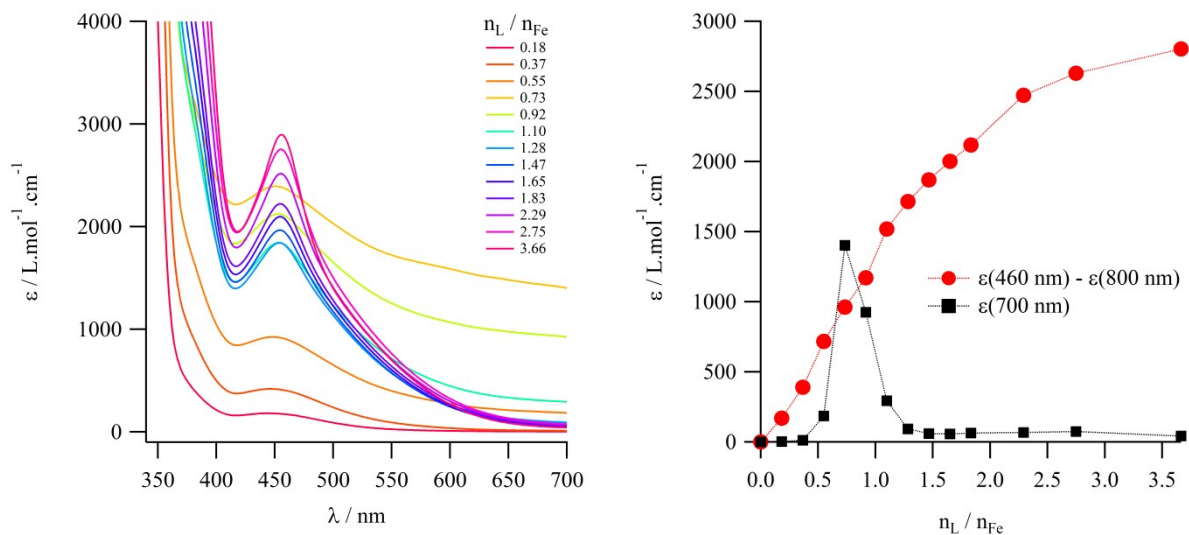 4000
3000
2000
1000
0
ε / L.mol⁻¹.cm⁻¹
350 400 450 500 550 600 650 700
λ / nm
n_L / n_Fe
0.18
0.37
0.55
0.73
0.92
1.10
1.28
1.47
1.65
1.83
2.29
2.75
3.66
3000
2500
2000
1500
1000
500
0
ε / L.mol⁻¹.cm⁻¹
ε(460 nm) - ε(800 nm)
ε(700 nm)
0.0 0.5 1.0 1.5 2.0 2.5 3.0 3.5
n_L / n_Fe